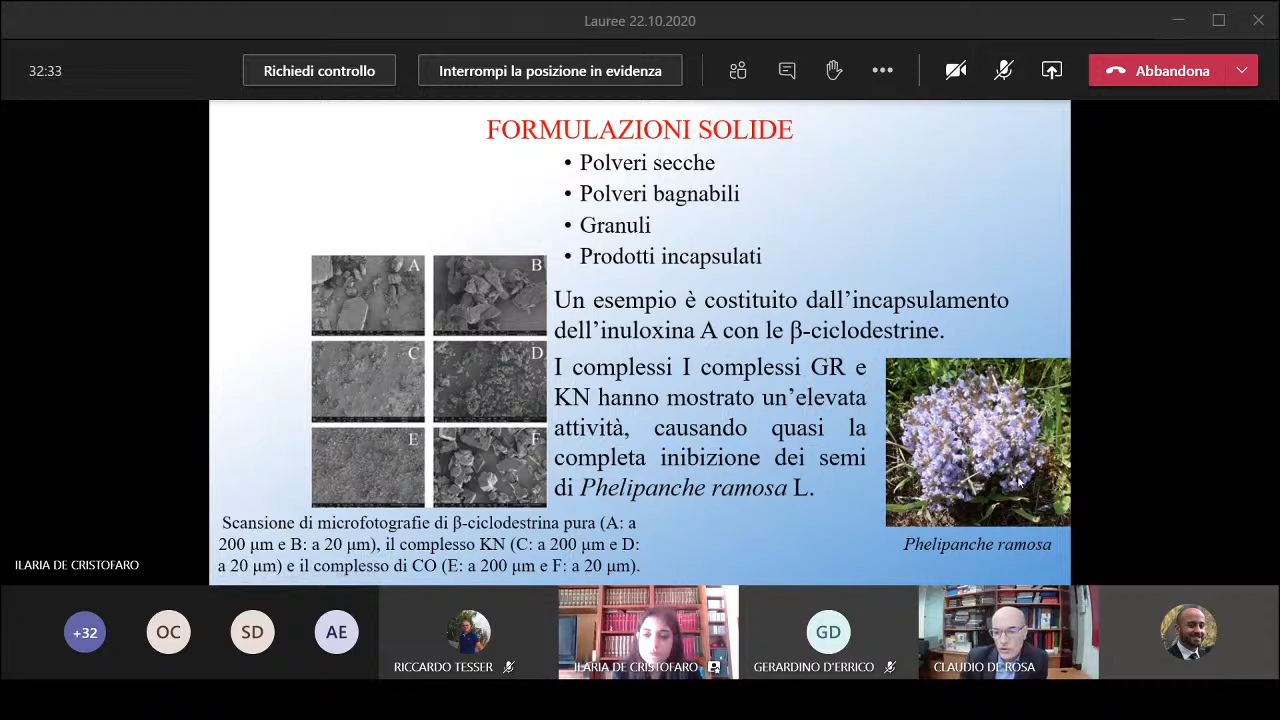 Lauree 22.10.2020
32:33
Richiedi controllo
Interrompi la posizione in evidenza
Abbandona
FORMULAZIONI SOLIDE
• Polveri secche
• Polveri bagnabili
• Granuli
• Prodotti incapsulati
A
B
C
D
E
F
Un esempio è costituito dall’incapsulamento
dell’inuloxina A con le β-ciclodestrine.
I complessi I complessi GR e
KN hanno mostrato un’elevata
attività, causando quasi la
completa inibizione dei semi
di Phelipanche ramosa L.
Scansione di microfotografie di β-ciclodestrina pura (A: a
200 µm e B: a 20 µm), il complesso KN (C: a 200 µm e D:
a 20 µm) e il complesso di CO (E: a 200 µm e F: a 20 µm).
Phelipanche ramosa
ILARIA DE CRISTOFARO
+32
OC
SD
AE
RICCARDO TESSER
ILARIA DE CRISTOFARO
GD
GERARDINO D'ERRICO
CLAUDIO DE ROSA